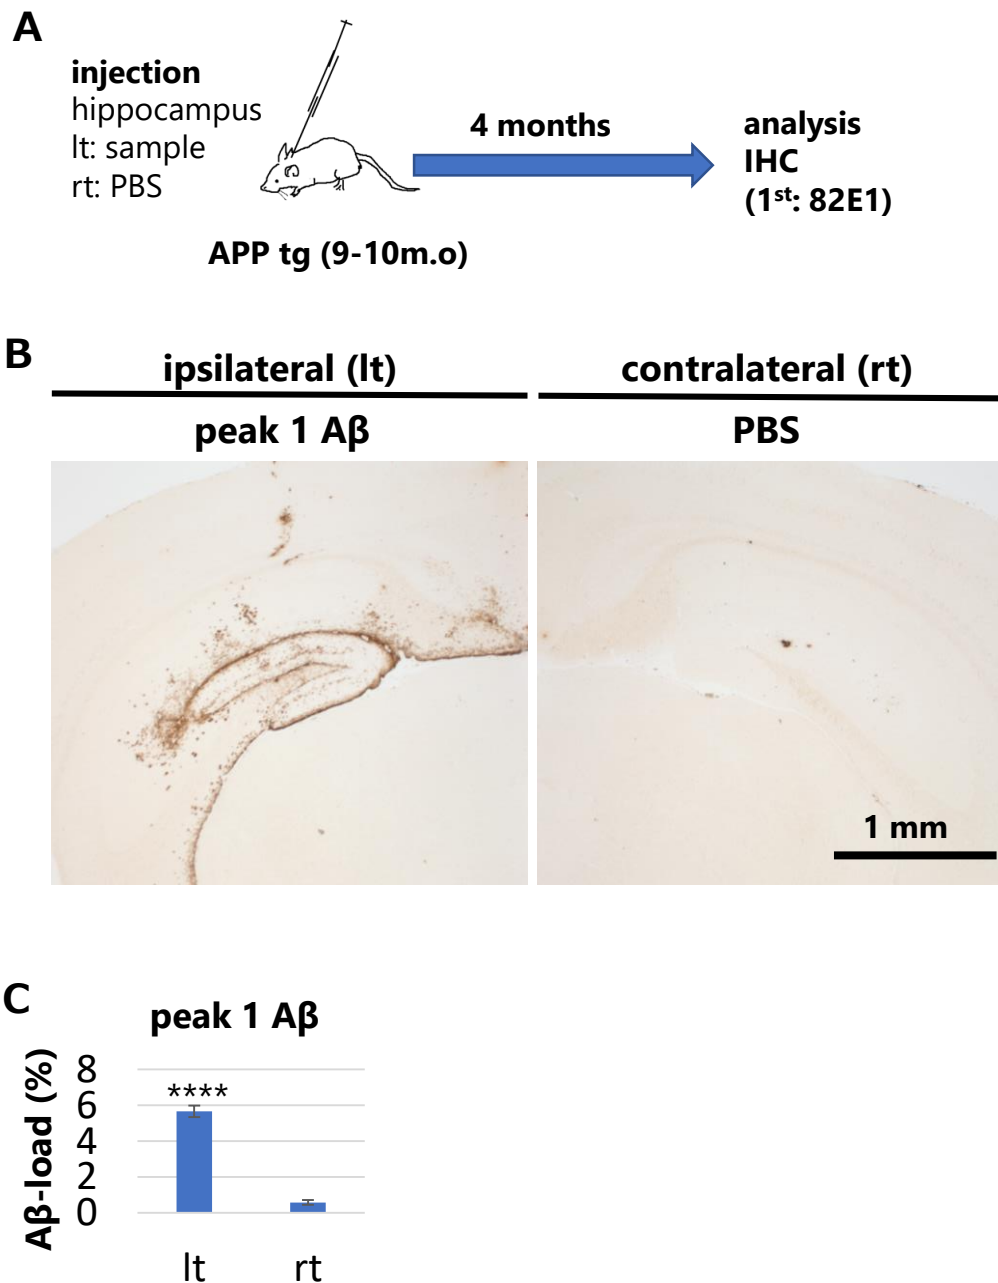 A
injection
hippocampus
lt: sample
rt: PBS
4 months
analysis
IHC
(1st: 82E1)
APP tg (9-10m.o)
B
ipsilateral (lt)
contralateral (rt)
peak 1 Aβ
PBS
1 mm
C
peak 1 Aβ
Aβ-load (%)
8
6
4
2
0
****
lt
rt